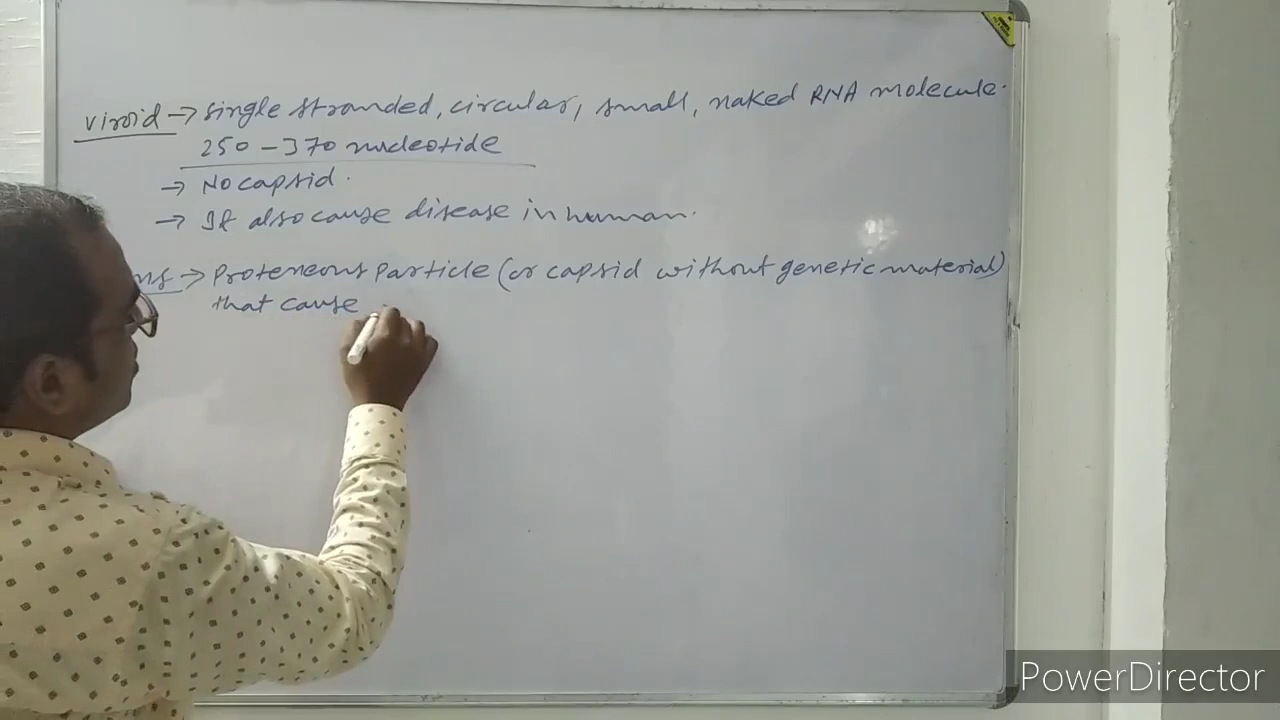 viroid → single stranded, circular, small, naked RNA molecule.
250 - 370 nucleotide
→ No capsid.
→ It also cause disease in human.
→ Proteneous particle (or capsid without genetic material)
that cause
PowerDirector